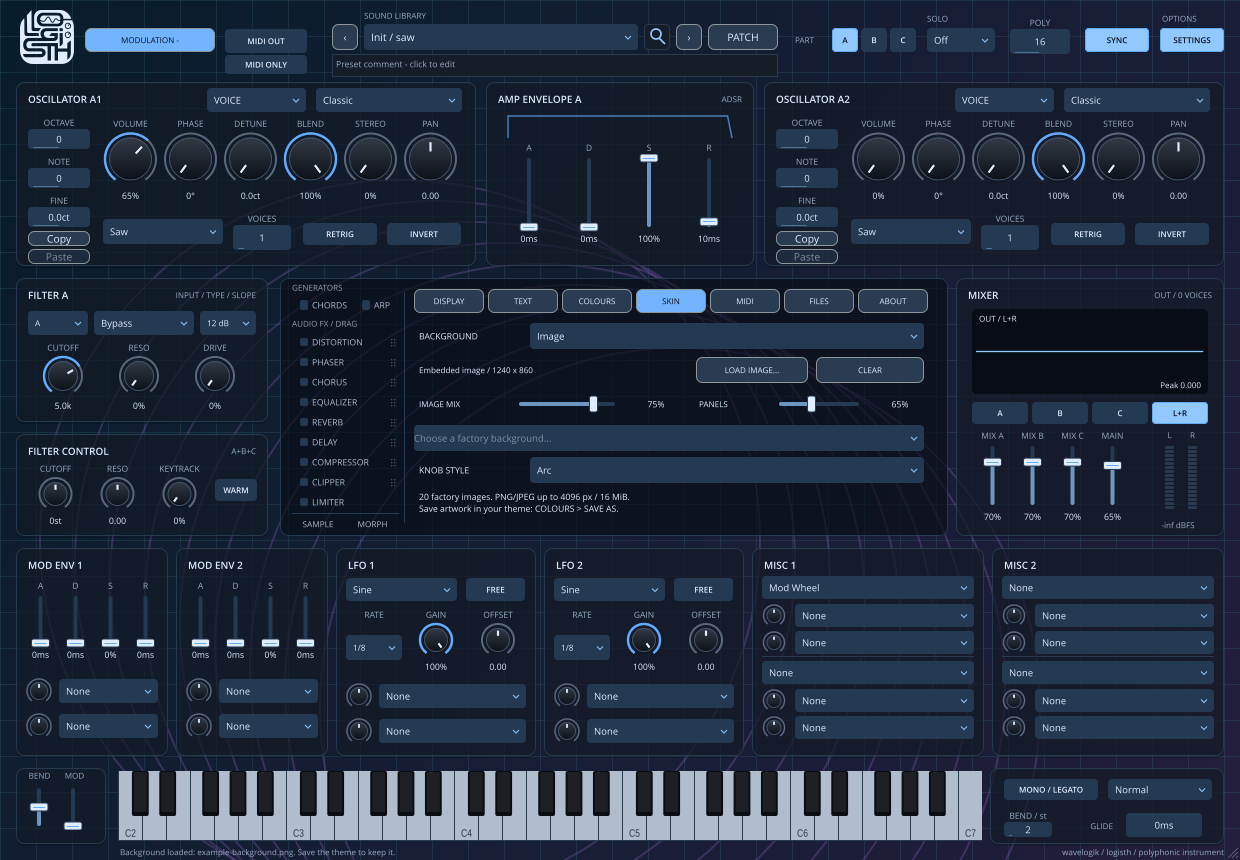 LOGISTH
MODULATION -
MIDI OUT
MIDI ONLY
SOUND LIBRARY
‹
Init / saw
›
PATCH
Preset comment - click to edit
PART
A
B
C
SOLO
Off
POLY
16
SYNC
OPTIONS
SETTINGS
OSCILLATOR A1
VOICE
Classic
OCTAVE
0
NOTE
0
FINE
0.0ct
Copy
Paste
VOLUME PHASE DETUNE BLEND STEREO PAN
65% 0° 0.0ct 100% 0% 0.00
Saw
VOICES
1
RETRIG
INVERT
AMP ENVELOPE A
ADSR
A D S R
0ms 0ms 100% 10ms
OSCILLATOR A2
VOICE
Classic
OCTAVE
0
NOTE
0
FINE
0.0ct
Copy
Paste
VOLUME PHASE DETUNE BLEND STEREO PAN
0% 0° 0.0ct 100% 0% 0.00
Saw
VOICES
1
RETRIG
INVERT
FILTER A
INPUT / TYPE / SLOPE
A
Bypass
12 dB
CUTOFF RESO DRIVE
5.0k 0% 0%
FILTER CONTROL
A+B+C
CUTOFF RESO KEYTRACK
WARM
0st 0.00 0%
GENERATORS
CHORDS ARP
AUDIO FX / DRAG
DISTORTION
PHASER
CHORUS
EQUALIZER
REVERB
DELAY
COMPRESSOR
CLIPPER
LIMITER
SAMPLE MORPH
DISPLAY TEXT COLOURS SKIN MIDI FILES ABOUT
BACKGROUND
Image
Embedded image / 1240 x 860
LOAD IMAGE...
CLEAR
IMAGE MIX
75%
PANELS
65%
Choose a factory background...
KNOB STYLE
Arc
20 factory images. PNG/JPEG up to 4096 px / 16 MiB.
Save artwork in your theme: COLOURS > SAVE AS.
MIXER
OUT / 0 VOICES
OUT / L+R
Peak 0.000
A B C L+R
MIX A MIX B MIX C MAIN L R
70% 70% 70% 65%
-inf dBFS
MOD ENV 1
A D S R
0ms 0ms 0% 0ms
None
None
MOD ENV 2
A D S R
0ms 0ms 0% 0ms
None
None
LFO 1
Sine
FREE
RATE GAIN OFFSET
1/8
100% 0.00
None
None
LFO 2
Sine
FREE
RATE GAIN OFFSET
1/8
100% 0.00
None
None
MISC 1
Mod Wheel
None
None
None
None
None
MISC 2
None
None
None
None
None
None
BEND MOD
C2 C3 C4 C5 C6 C7
MONO / LEGATO
Normal
BEND / st
2
GLIDE
0ms
Background loaded: example-background.png. Save the theme to keep it.
wavelogik / logisth / polyphonic instrument